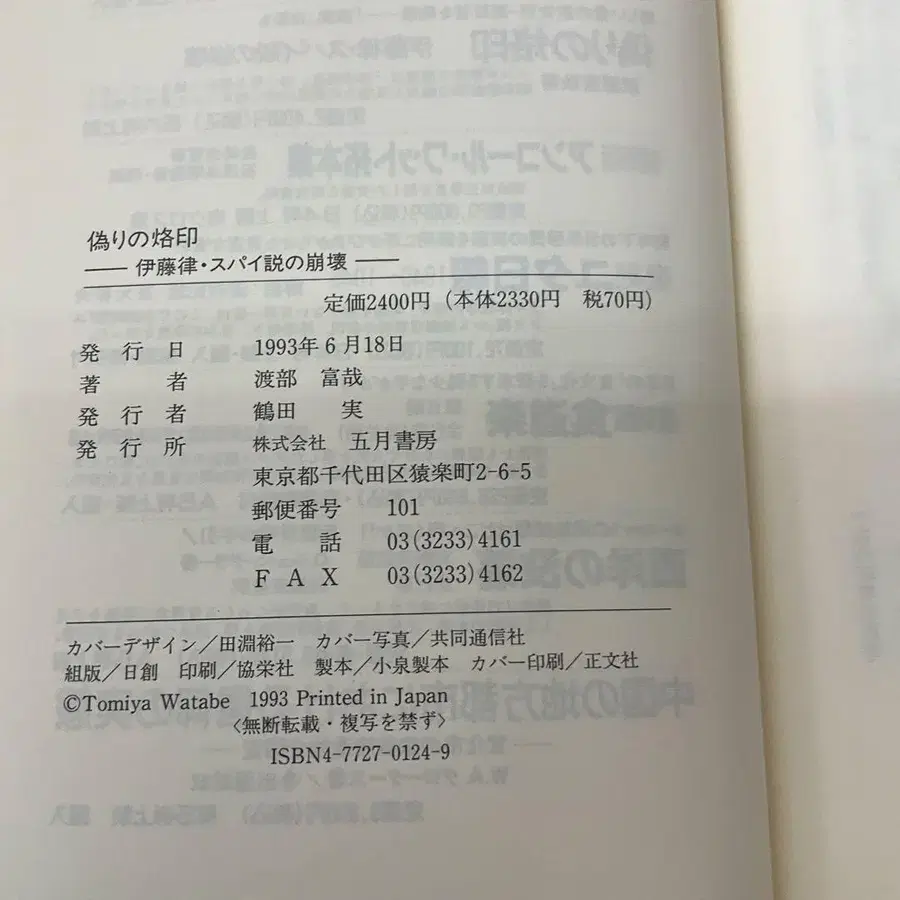 偽りの烙印
―― 伊藤律・スパイ説の崩壊 ――
定価2400円(本体2330円 税70円)
発行日 1993年6月18日
著者 渡部 富哉
発行者 鶴田 実
発行所 株式会社 五月書房
東京都千代田区猿楽町2-6-5
郵便番号 101
電話 03(3233)4161
FAX 03(3233)4162
カバーデザイン/田淵裕一 カバー写真/共同通信社
組版/日創 印刷/協栄社 製本/小泉製本 カバー印刷/正文社
©Tomiya Watabe 1993 Printed in Japan
〈無断転載・複写を禁ず〉
ISBN4-7727-0124-9